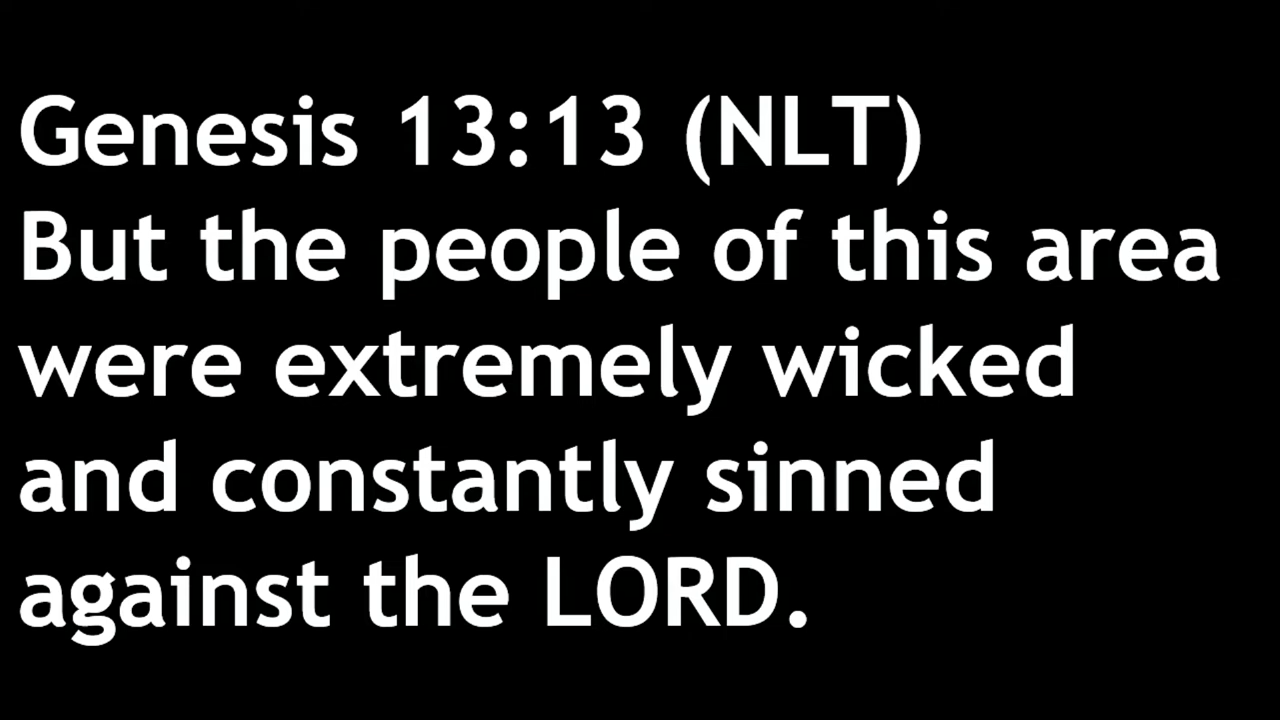 Genesis 13:13 (NLT)
But the people of this area
were extremely wicked
and constantly sinned
against the LORD.